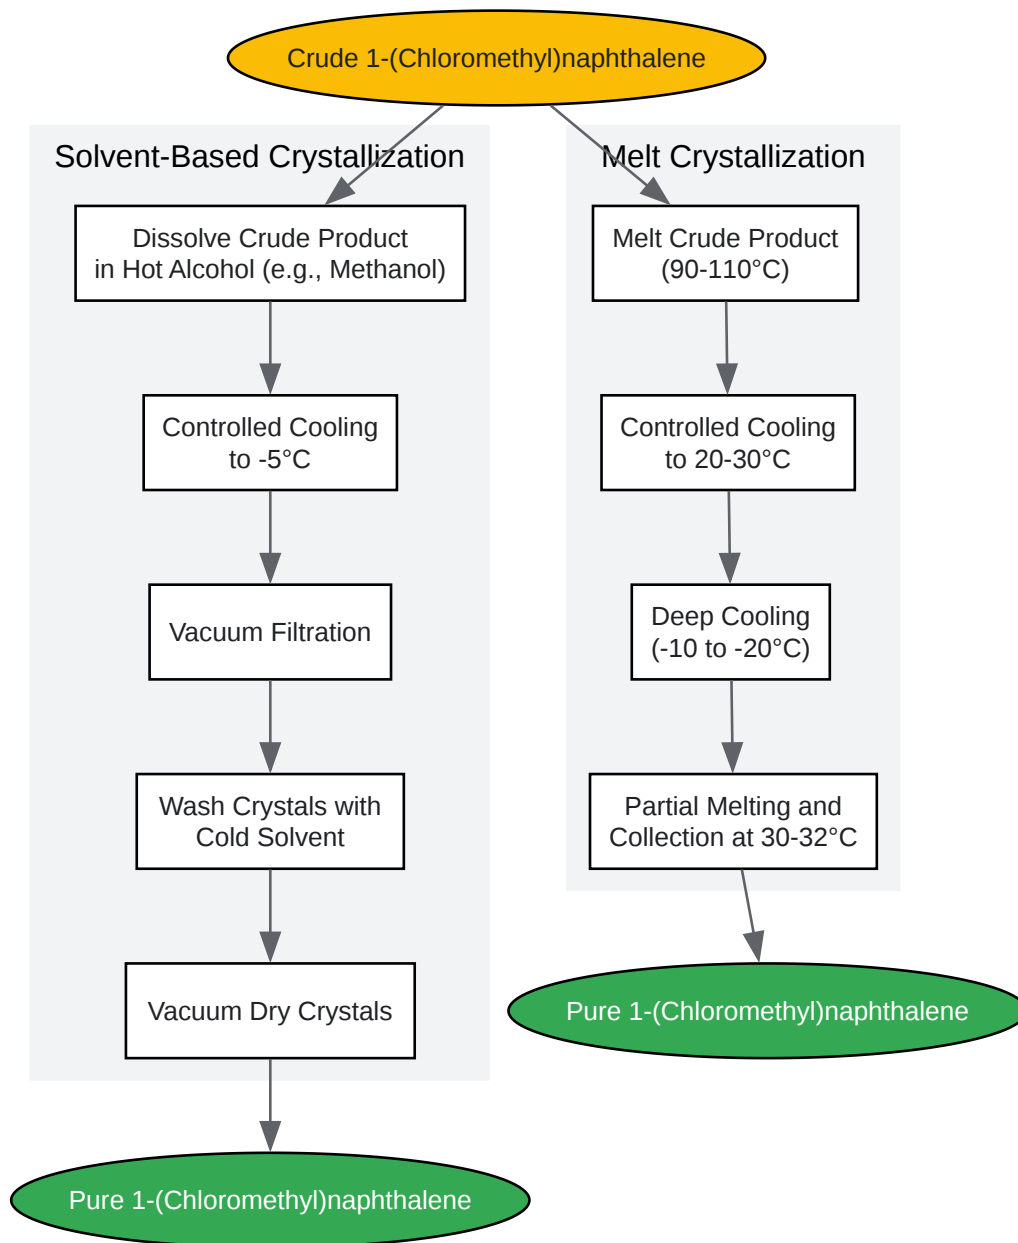 Crude 1-(Chloromethyl)naphthalene
Solvent-Based Crystallization
Dissolve Crude Product
in Hot Alcohol (e.g., Methanol)
Controlled Cooling
to -5°C
Vacuum Filtration
Wash Crystals with
Cold Solvent
Vacuum Dry Crystals
Pure 1-(Chloromethyl)naphthalene
Melt Crystallization
Melt Crude Product
(90-110°C)
Controlled Cooling
to 20-30°C
Deep Cooling
(-10 to -20°C)
Partial Melting and
Collection at 30-32°C
Pure 1-(Chloromethyl)naphthalene